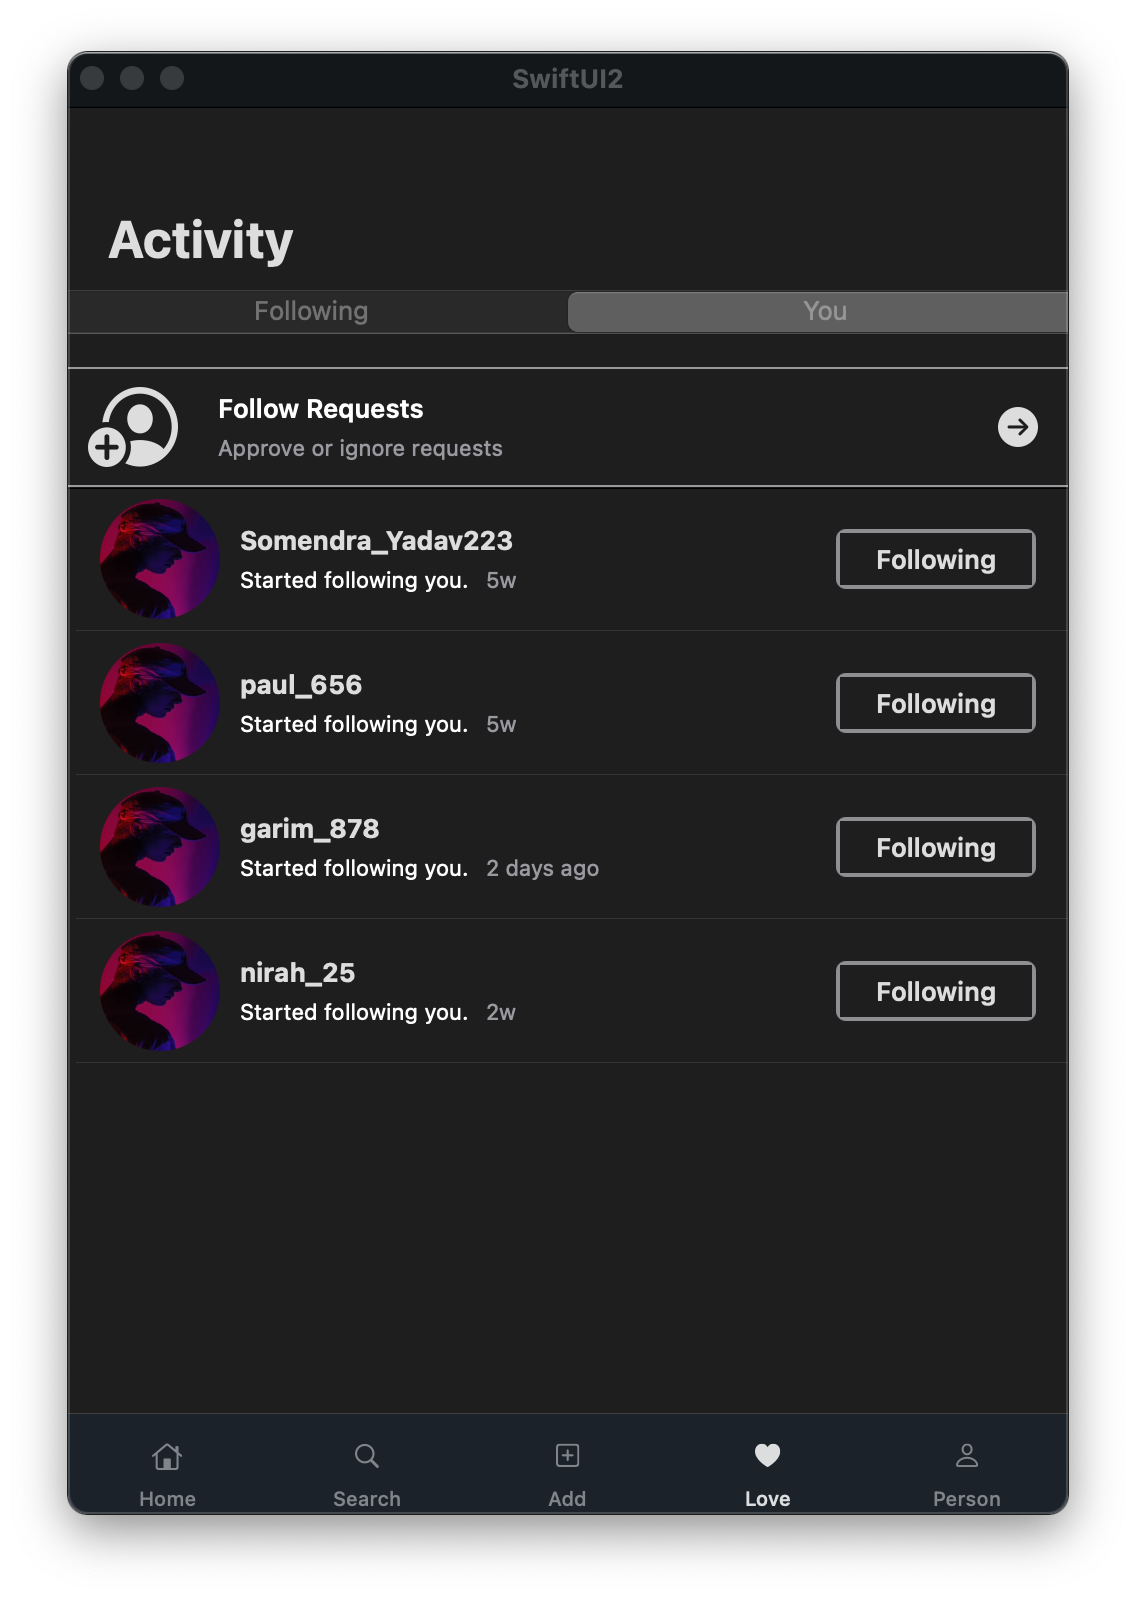 SwiftUI2
Activity
Following
You
Follow Requests
Approve or ignore requests
Somendra_Yadav223
Started following you. 5w
Following
paul_656
Started following you. 5w
Following
garim_878
Started following you. 2 days ago
Following
nirah_25
Started following you. 2w
Following
Home
Search
Add
Love
Person